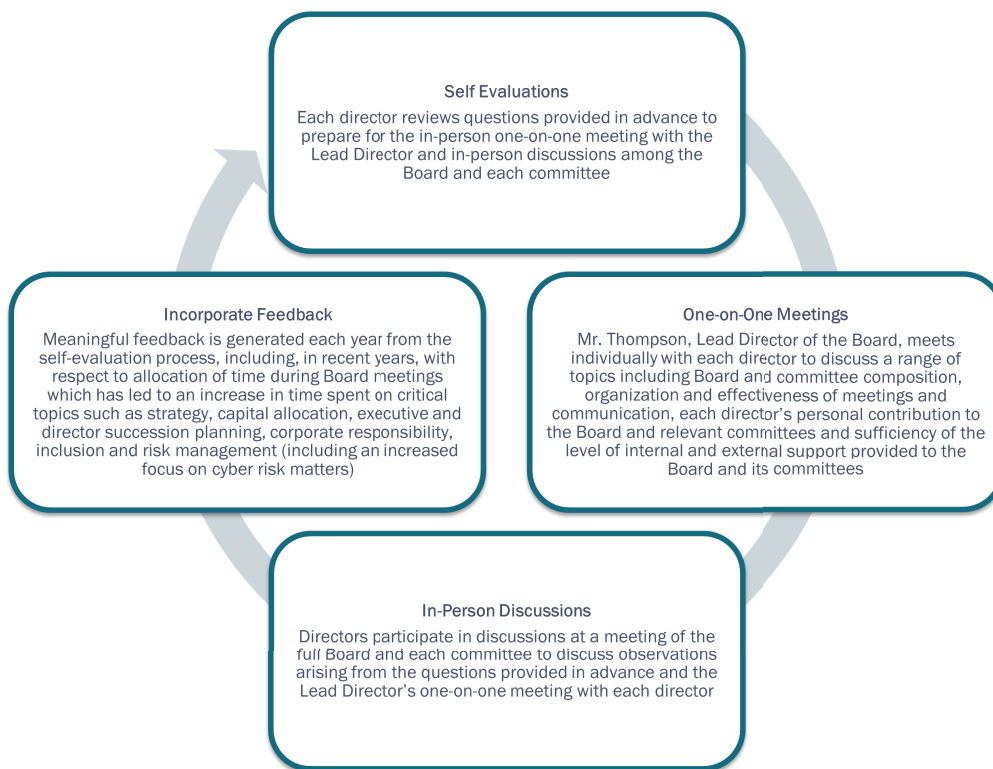 Self Evaluations
Each director reviews questions provided in advance to
prepare for the in-person one-on-one meeting with the
Lead Director and in-person discussions among the
Board and each committee
One-on-One Meetings
Mr. Thompson, Lead Director of the Board, meets
individually with each director to discuss a range of
topics including Board and committee composition,
organization and effectiveness of meetings and
communication, each director’s personal contribution to
the Board and relevant committees and sufficiency of the
level of internal and external support provided to the
Board and its committees
In-Person Discussions
Directors participate in discussions at a meeting of the
full Board and each committee to discuss observations
arising from the questions provided in advance and the
Lead Director’s one-on-one meeting with each director
Incorporate Feedback
Meaningful feedback is generated each year from the
self-evaluation process, including, in recent years, with
respect to allocation of time during Board meetings
which has led to an increase in time spent on critical
topics such as strategy, capital allocation, executive and
director succession planning, corporate responsibility,
inclusion and risk management (including an increased
focus on cyber risk matters)